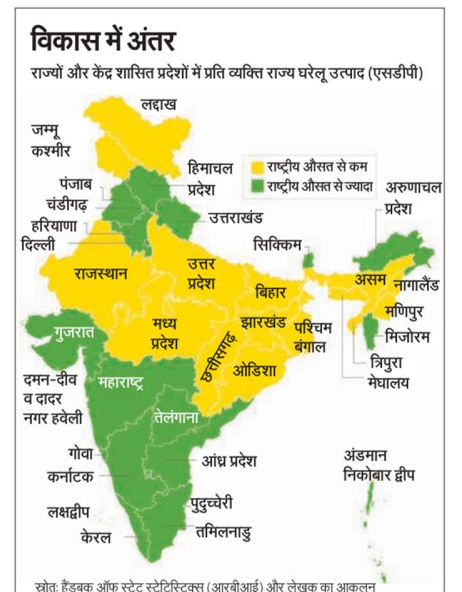 विकास में अंतर
राज्यों और केंद्र शासित प्रदेशों में प्रति व्यक्ति राज्य घरेलू उत्पाद (एसडीपी)
लद्दाख
जम्मू
कश्मीर
राष्ट्रीय औसत से कम
राष्ट्रीय औसत से ज्यादा
हिमाचल
प्रदेश
पंजाब
चंडीगढ़
हरियाणा
दिल्ली
उत्तराखंड
अरुणाचल
प्रदेश
सिक्किम
राजस्थान
उत्तर
प्रदेश
बिहार
असम
नागालैंड
मणिपुर
मिजोरम
त्रिपुरा
मेघालय
गुजरात
मध्य
प्रदेश
झारखंड
पश्चिम
बंगाल
छत्तीसगढ़
ओडिशा
दमन-दीव
व दादर
नगर हवेली
महाराष्ट्र
तेलंगाना
गोवा
कर्नाटक
आंध्र प्रदेश
अंडमान
निकोबार द्वीप
लक्षद्वीप
केरल
पुदुच्चेरी
तमिलनाडु
स्रोत: हैंडबुक ऑफ स्टेट स्टेटिस्टिक्स (आरबीआई) और लेखक का आकलन